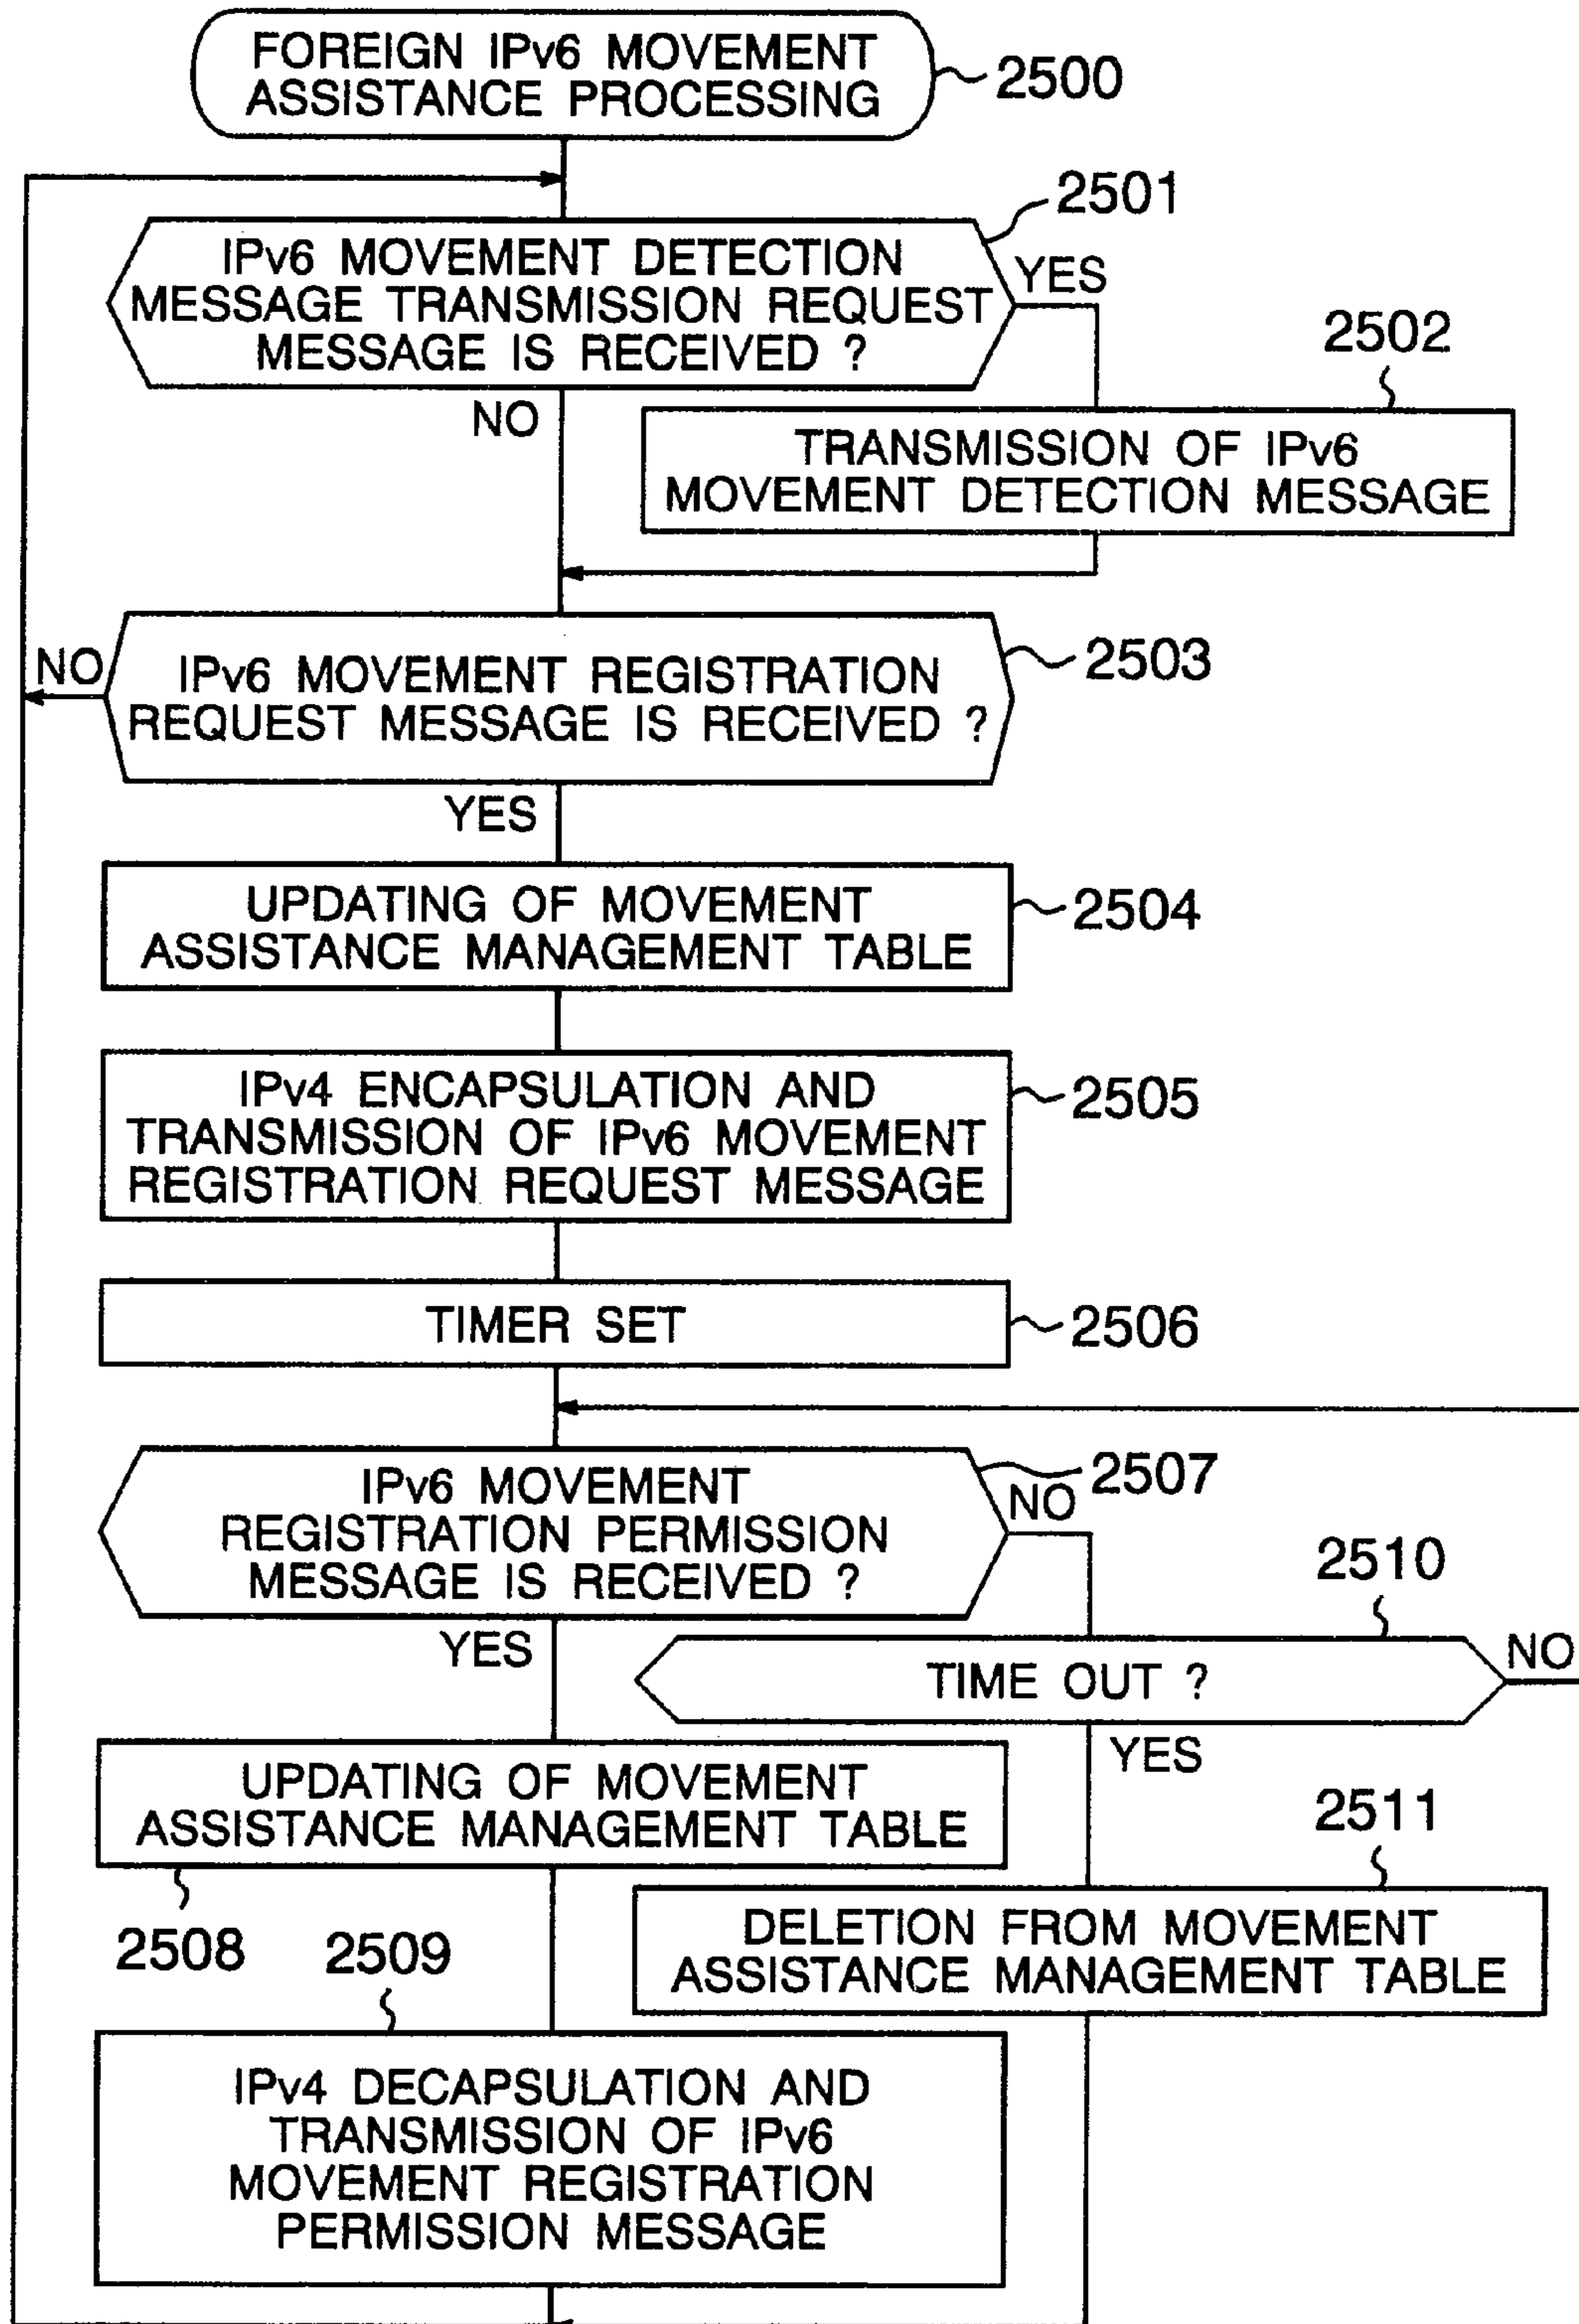 FOREIGN IPv6 MOVEMENT
ASSISTANCE PROCESSING
2500
2501
IPv6 MOVEMENT DETECTION
MESSAGE TRANSMISSION REQUEST
MESSAGE IS RECEIVED ?
YES
NO
2502
TRANSMISSION OF IPv6
MOVEMENT DETECTION MESSAGE
NO
IPv6 MOVEMENT REGISTRATION
REQUEST MESSAGE IS RECEIVED ?
2503
YES
UPDATING OF MOVEMENT
ASSISTANCE MANAGEMENT TABLE
2504
IPv4 ENCAPSULATION AND
TRANSMISSION OF IPv6 MOVEMENT
REGISTRATION REQUEST MESSAGE
2505
TIMER SET
2506
IPv6 MOVEMENT
REGISTRATION PERMISSION
MESSAGE IS RECEIVED ?
2507
NO
YES
2510
TIME OUT ?
NO
YES
UPDATING OF MOVEMENT
ASSISTANCE MANAGEMENT TABLE
2508
2511
DELETION FROM MOVEMENT
ASSISTANCE MANAGEMENT TABLE
2509
IPv4 DECAPSULATION AND
TRANSMISSION OF IPv6
MOVEMENT REGISTRATION
PERMISSION MESSAGE